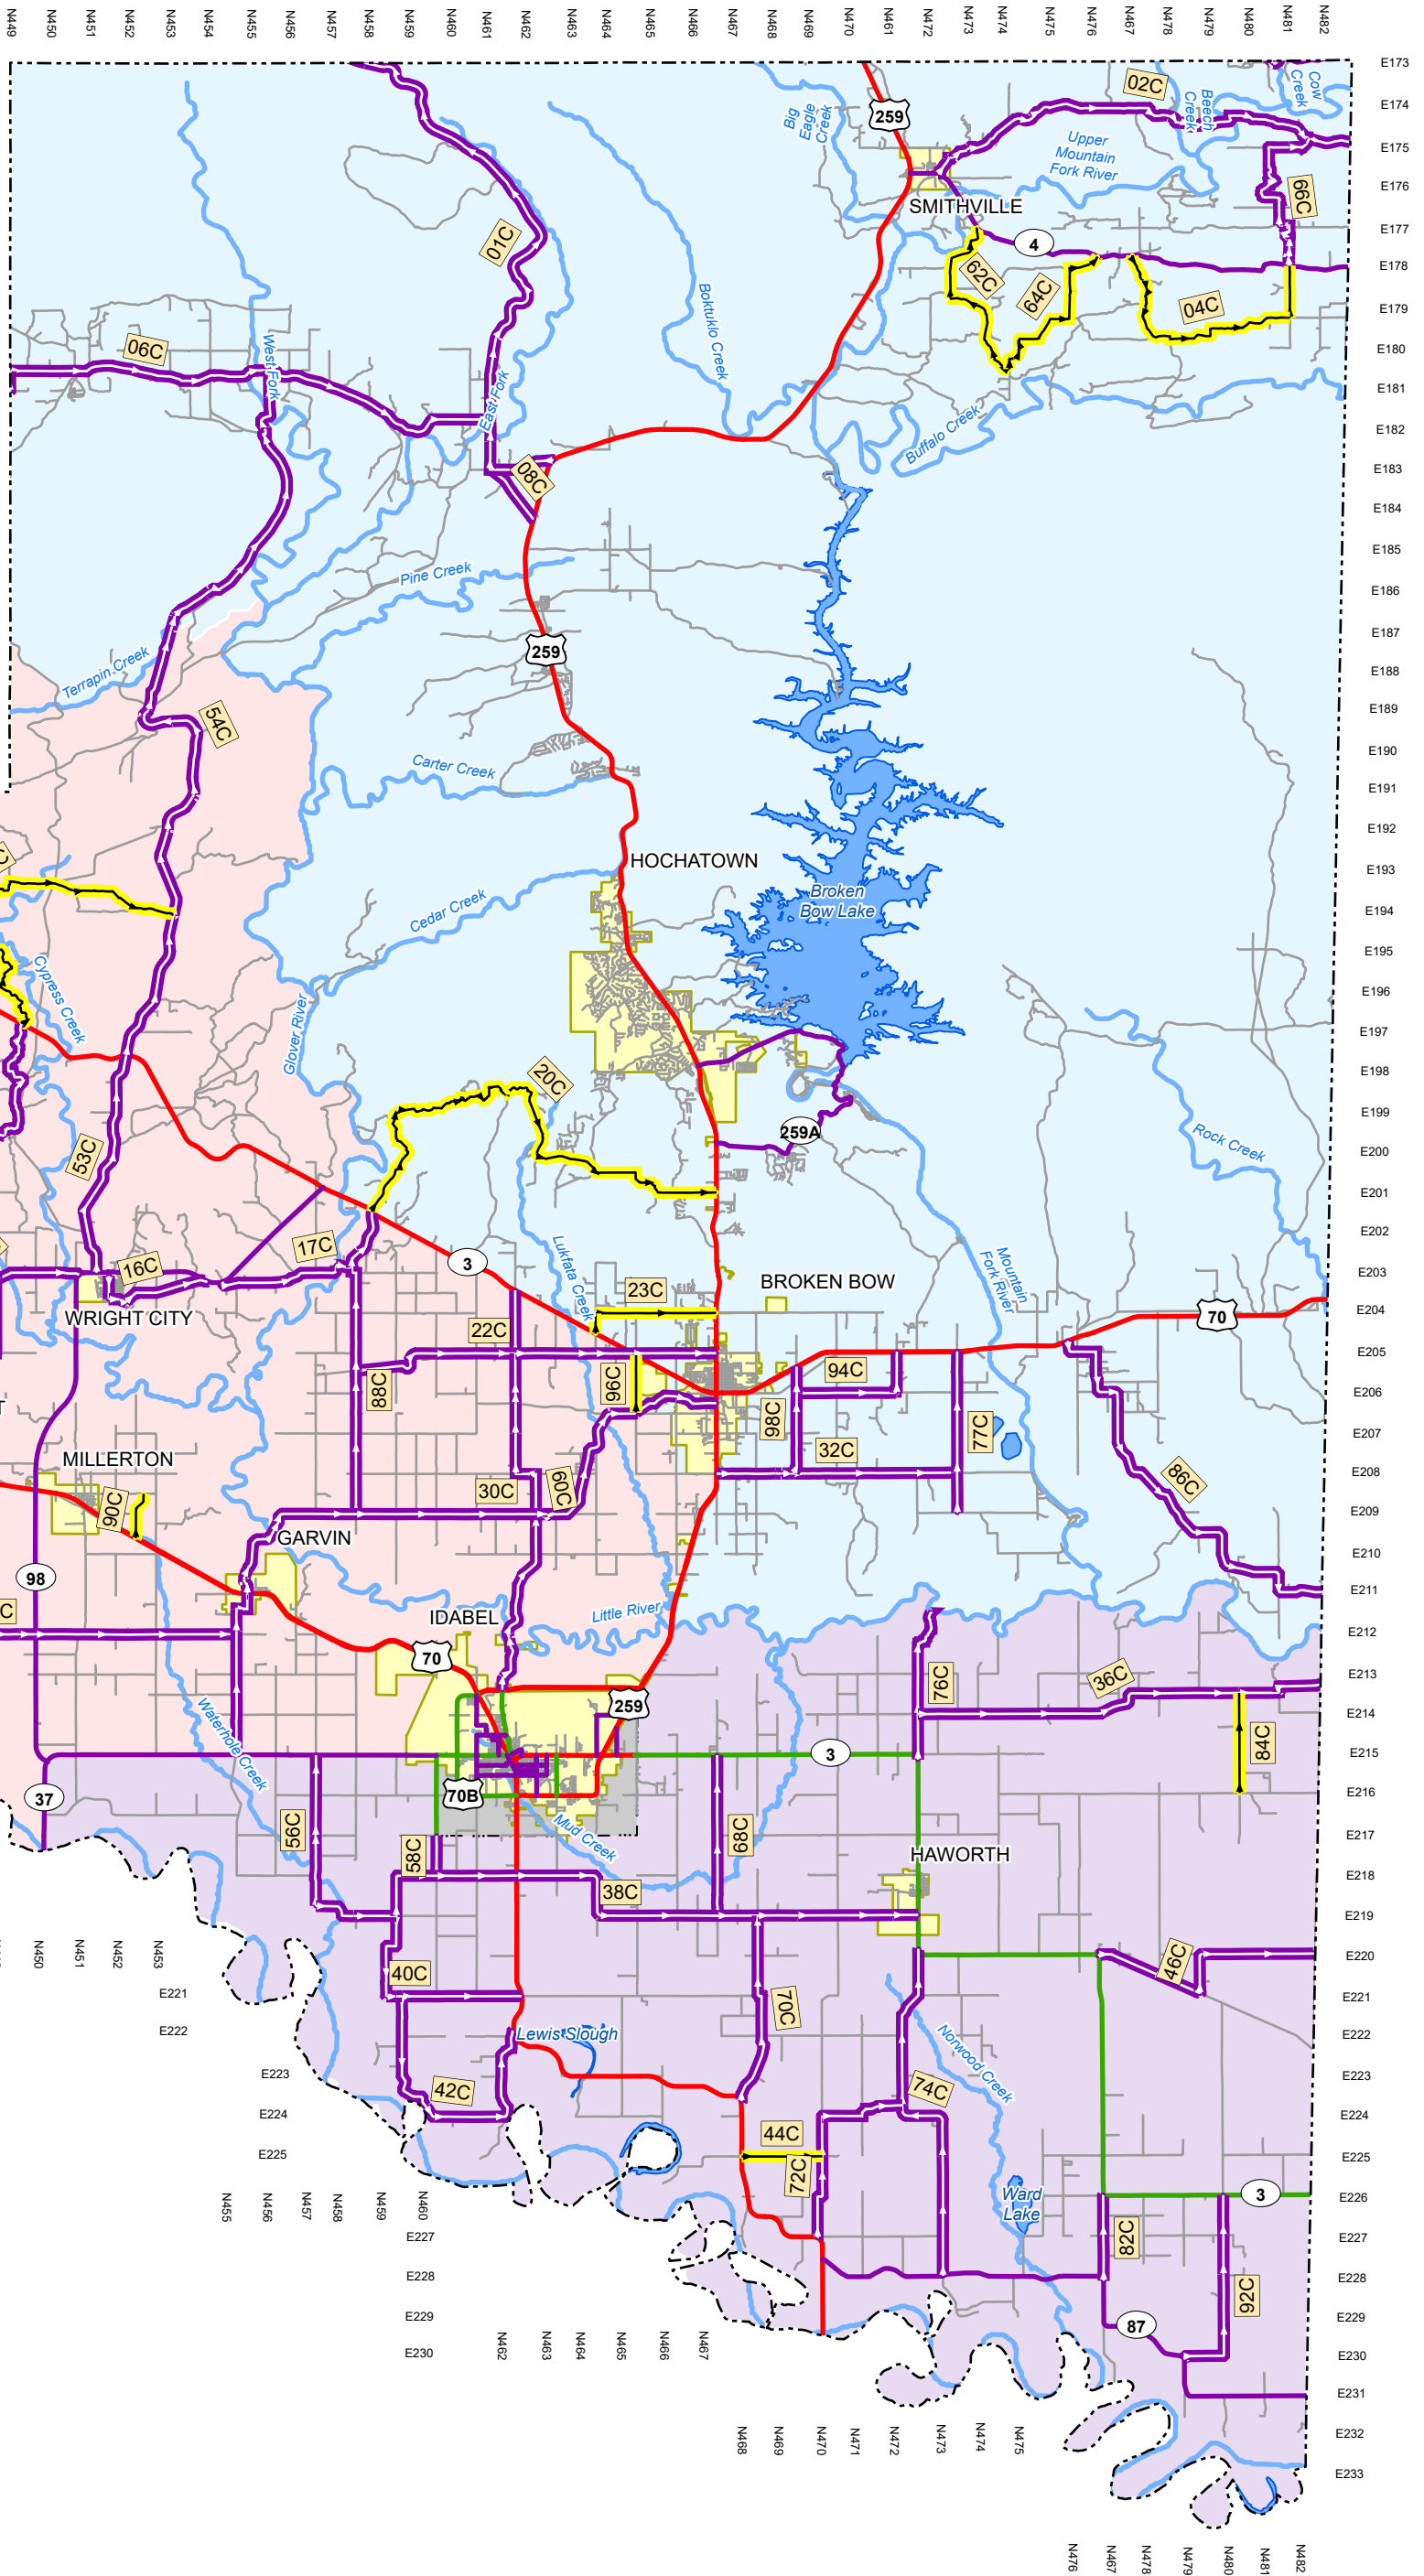 N449 N450 N451 N453 N454 N455 N456 N457 N458 N459 N460 N461 N462 N463 N464 N465 N466 N467 N468 N469 N470 N461 N472 N473 N474 N475 N476 N467 N478 N479 N480 N481 N482
E173
E174
E175
E176
E177
E178
E179
E180
E181
E182
E183
E184
E185
E186
E187
E188
E189
E190
E191
E192
E193
E194
E195
E196
E197
E198
E199
E200
E201
E202
E203
E204
E205
E206
E207
E208
E209
E210
E211
E212
E213
E214
E215
E216
E217
E218
E219
E220
E221
E222
E223
E224
E225
E226
E227
E228
E229
E230
E231
E232
E233
02C
Cow
Creek
Beech
Creek
Big
Eagle
Creek
259
Upper
Mountain
Fork River
66C
SMITHVILLE
4
01C
62C
64C
04C
Boktuklo Creek
06C
West Fork
East Fork
Buffalo Creek
08C
Pine Creek
259
Terrapin Creek
54C
Carter Creek
HOCHATOWN
Broken
Bow Lake
Cedar Creek
Cypress Creek
Glover River
20C
259A
Rock Creek
53C
17C
16C
3
Lukfata Creek
Mountain
Fork River
23C
BROKEN BOW
WRIGHT CITY
70
22C
88C
96C
94C
98C
77C
32C
MILLERTON
90C
30C
60C
86C
GARVIN
98
C
IDABEL
Little River
70
259
76C
36C
84C
Waterhole Creek
3
37
70B
56C
58C
Mud Creek
68C
HAWORTH
38C
N450 N451 N452 N453
E221
E222
40C
46C
Lewis Slough
70C
Norwood Creek
E223
E224
E225
42C
74C
44C
72C
Ward
Lake
3
N455 N456 N457 N458 N459 N460
E227
E228
E229
E230
82C
92C
87
N462 N463 N464 N465 N466 N467
N468 N469 N470 N471 N472 N473 N474 N475
N476 N467 N478 N479 N480 N481 N482